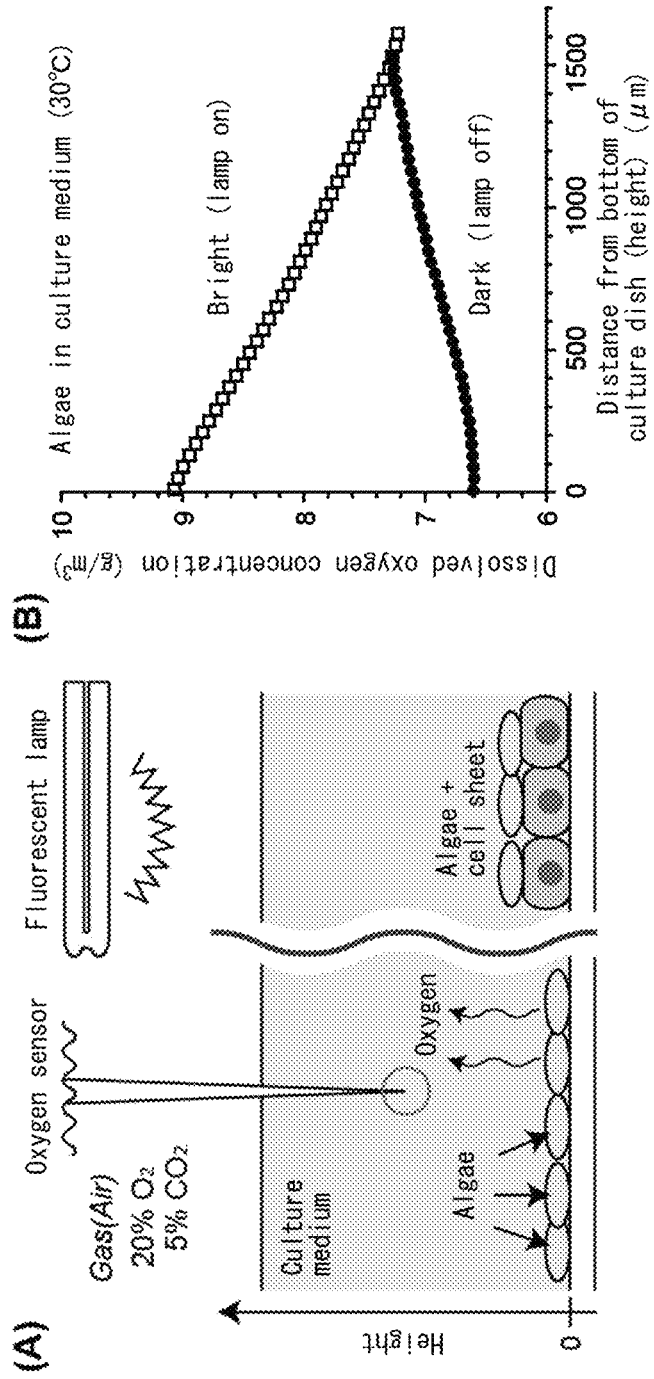 (A)
Oxygen sensor
Fluorescent lamp
Gas(Air)
20% O₂
5% CO₂
Culture
medium
Height
0
Algae
Oxygen
Algae +
cell sheet
(B)
Algae in culture medium (30℃)
Bright (lamp on)
Dark (lamp off)
Dissolved oxygen concentration (g/m³)
10
9
8
7
6
0
500
1000
1500
Distance from bottom of
culture dish (height) (μm)